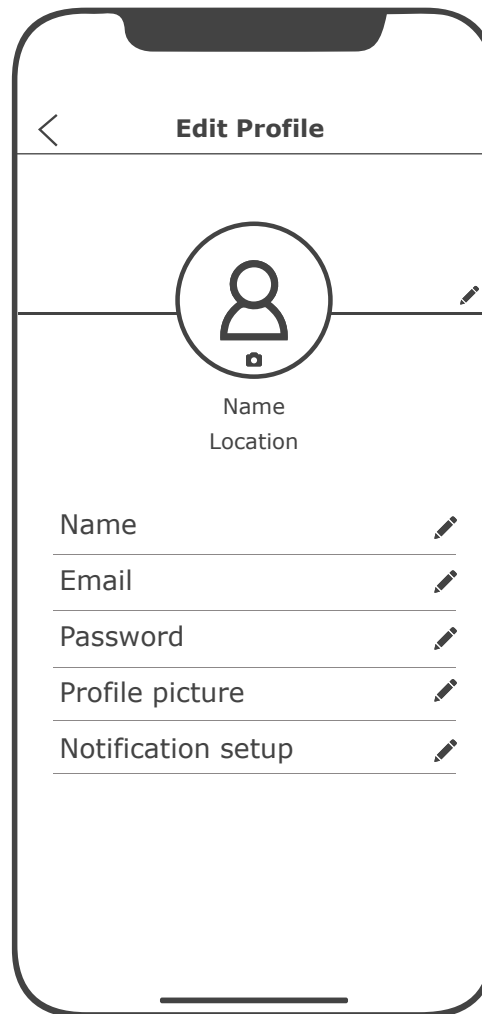 Edit Profile
Name
Location
Name
Email
Password
Profile picture
Notification setup